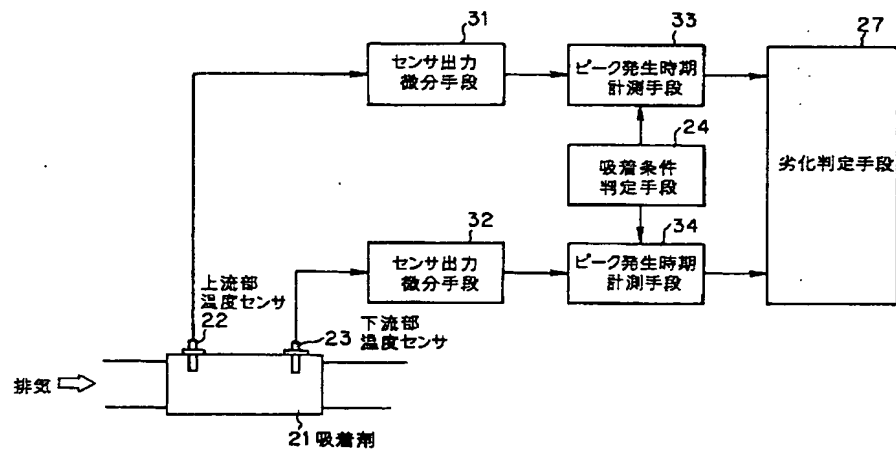 31
センサ出力
微分手段
33
ピーク発生時期
計測手段
27
劣化判定手段
24
吸着条件
判定手段
32
センサ出力
微分手段
34
ピーク発生時期
計測手段
上流部
温度センサ
22
23
下流部
温度センサ
排気
21吸着剤